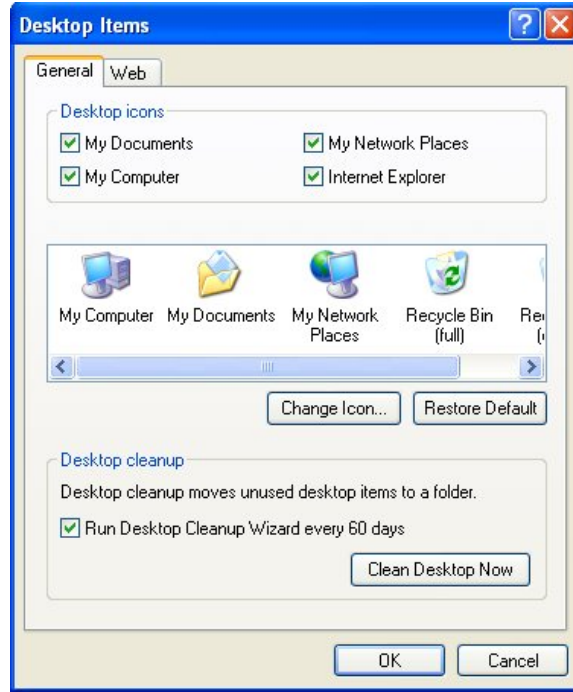 Desktop Items
General Web
Desktop icons
My Documents My Network Places
My Computer Internet Explorer
My Computer My Documents My Network Recycle Bin
Places (full)
Change Icon... Restore Default
Desktop cleanup
Desktop cleanup moves unused desktop items to a folder.
Run Desktop Cleanup Wizard every 60 days
Clean Desktop Now
OK Cancel